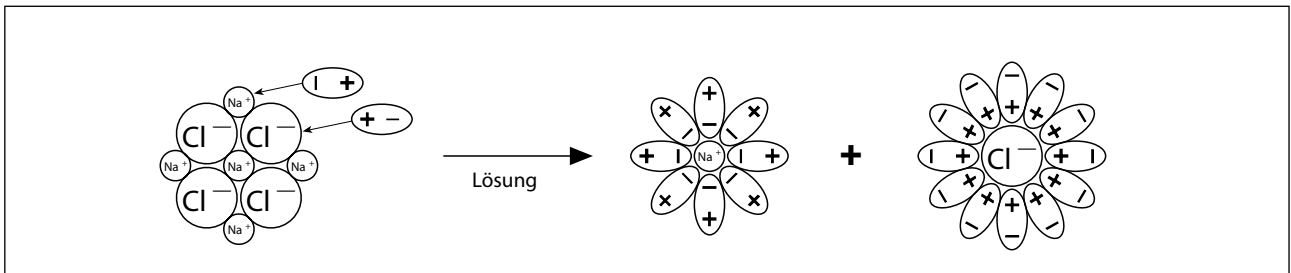 Na +
Cl — Cl —
Na + Na + Na +
Cl — Cl —
Na +
I +
+ –
Lösung
Na +
+
Cl —